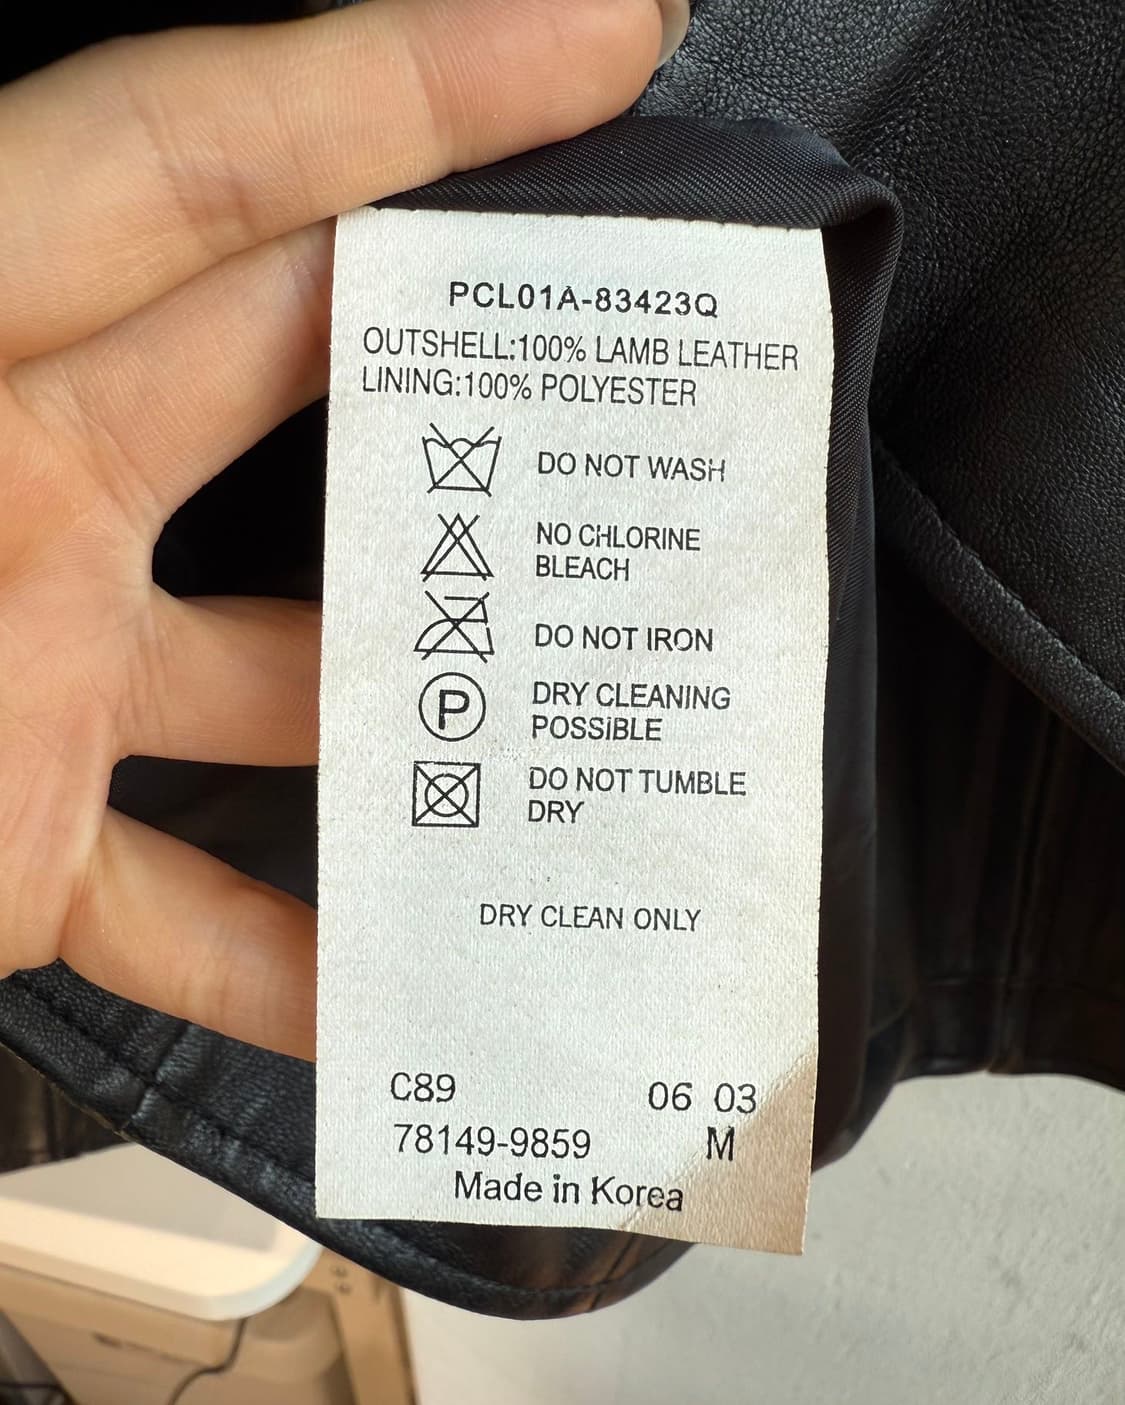 PCL01A-83423Q
OUTSHELL:100% LAMB LEATHER
LINING:100% POLYESTER
DO NOT WASH
NO CHLORINE
BLEACH
DO NOT IRON
P
DRY CLEANING
POSSIBLE
DO NOT TUMBLE
DRY
DRY CLEAN ONLY
C89 06 03
78149-9859 M
Made in Korea